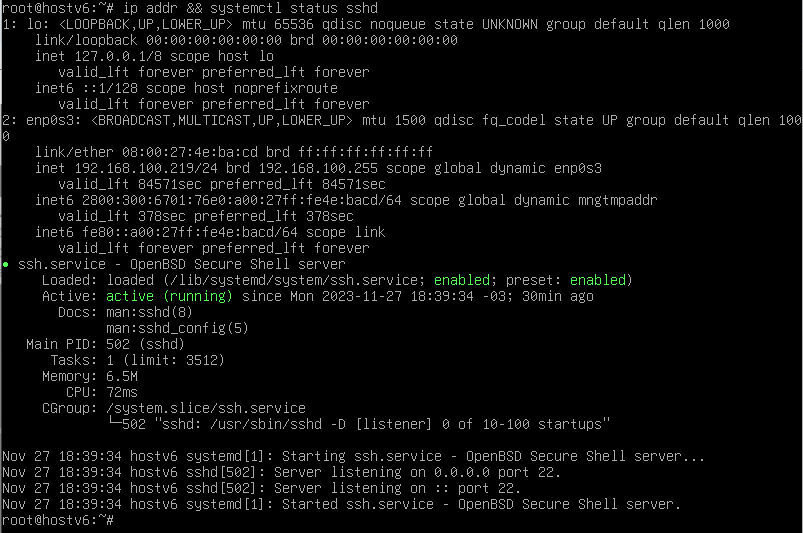 root@hostv6:~# ip addr && systemctl status sshd
1: lo: <LOOPBACK,UP,LOWER_UP> mtu 65536 qdisc noqueue state UNKNOWN group default qlen 1000
    link/loopback 00:00:00:00:00:00 brd 00:00:00:00:00:00
    inet 127.0.0.1/8 scope host lo
       valid_lft forever preferred_lft forever
    inet6 ::1/128 scope host noprefixroute
       valid_lft forever preferred_lft forever
2: enp0s3: <BROADCAST,MULTICAST,UP,LOWER_UP> mtu 1500 qdisc fq_codel state UP group default qlen 100
0
    link/ether 08:00:27:4e:ba:cd brd ff:ff:ff:ff:ff:ff
    inet 192.168.100.219/24 brd 192.168.100.255 scope global dynamic enp0s3
       valid_lft 84571sec preferred_lft 84571sec
    inet6 2800:300:6701:76e0:a00:27ff:fe4e:bacd/64 scope global dynamic mngtmpaddr
       valid_lft 378sec preferred_lft 378sec
    inet6 fe80::a00:27ff:fe4e:bacd/64 scope link
       valid_lft forever preferred_lft forever
● ssh.service - OpenBSD Secure Shell server
     Loaded: loaded (/lib/systemd/system/ssh.service; enabled; preset: enabled)
     Active: active (running) since Mon 2023-11-27 18:39:34 -03; 30min ago
       Docs: man:sshd(8)
             man:sshd_config(5)
   Main PID: 502 (sshd)
      Tasks: 1 (limit: 3512)
     Memory: 6.5M
        CPU: 72ms
     CGroup: /system.slice/ssh.service
             └─502 "sshd: /usr/sbin/sshd -D [listener] 0 of 10-100 startups"
Nov 27 18:39:34 hostv6 systemd[1]: Starting ssh.service - OpenBSD Secure Shell server...
Nov 27 18:39:34 hostv6 sshd[502]: Server listening on 0.0.0.0 port 22.
Nov 27 18:39:34 hostv6 sshd[502]: Server listening on :: port 22.
Nov 27 18:39:34 hostv6 systemd[1]: Started ssh.service - OpenBSD Secure Shell server.
root@hostv6:~#